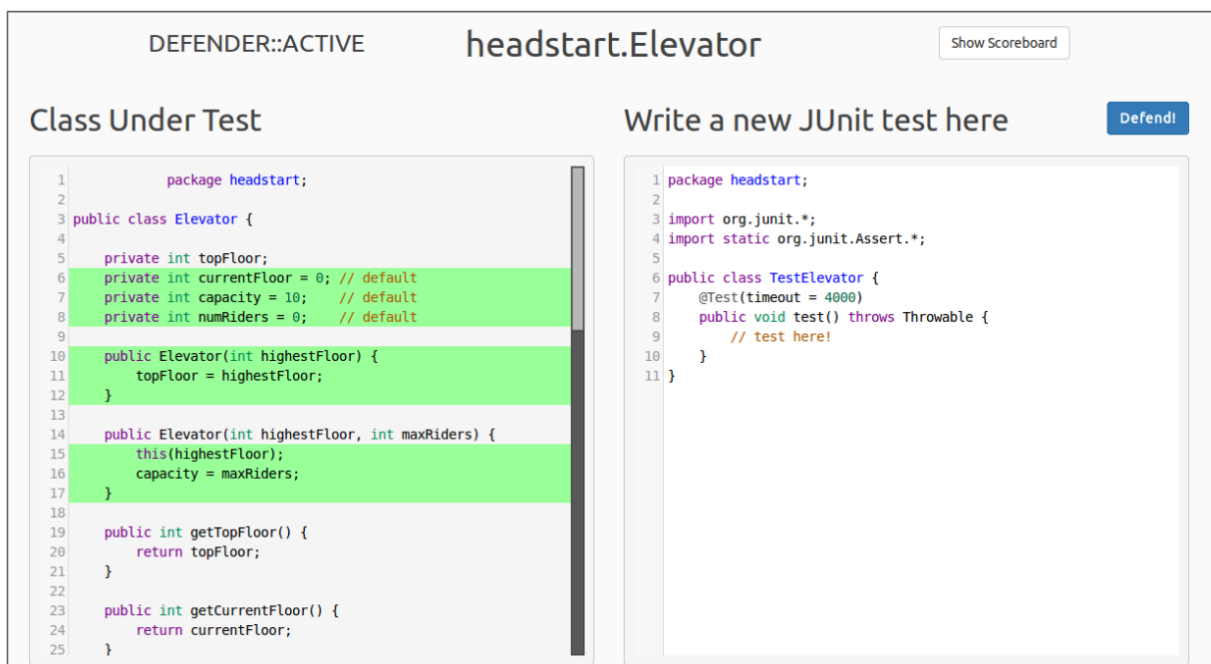 DEFENDER::ACTIVE headstart.Elevator Show Scoreboard
Class Under Test
1 package headstart;
2
3 public class Elevator {
4
5 private int topFloor;
6 private int currentFloor = 0; // default
7 private int capacity = 10; // default
8 private int numRiders = 0; // default
9
10 public Elevator(int highestFloor) {
11 topFloor = highestFloor;
12 }
13
14 public Elevator(int highestFloor, int maxRiders) {
15 this(highestFloor);
16 capacity = maxRiders;
17 }
18
19 public int getTopFloor() {
20 return topFloor;
21 }
22
23 public int getCurrentFloor() {
24 return currentFloor;
25 }
Write a new JUnit test here Defend!
1 package headstart;
2
3 import org.junit.*;
4 import static org.junit.Assert.*;
5
6 public class TestElevator {
7 @Test(timeout = 4000)
8 public void test() throws Throwable {
9 // test here!
10 }
11 }